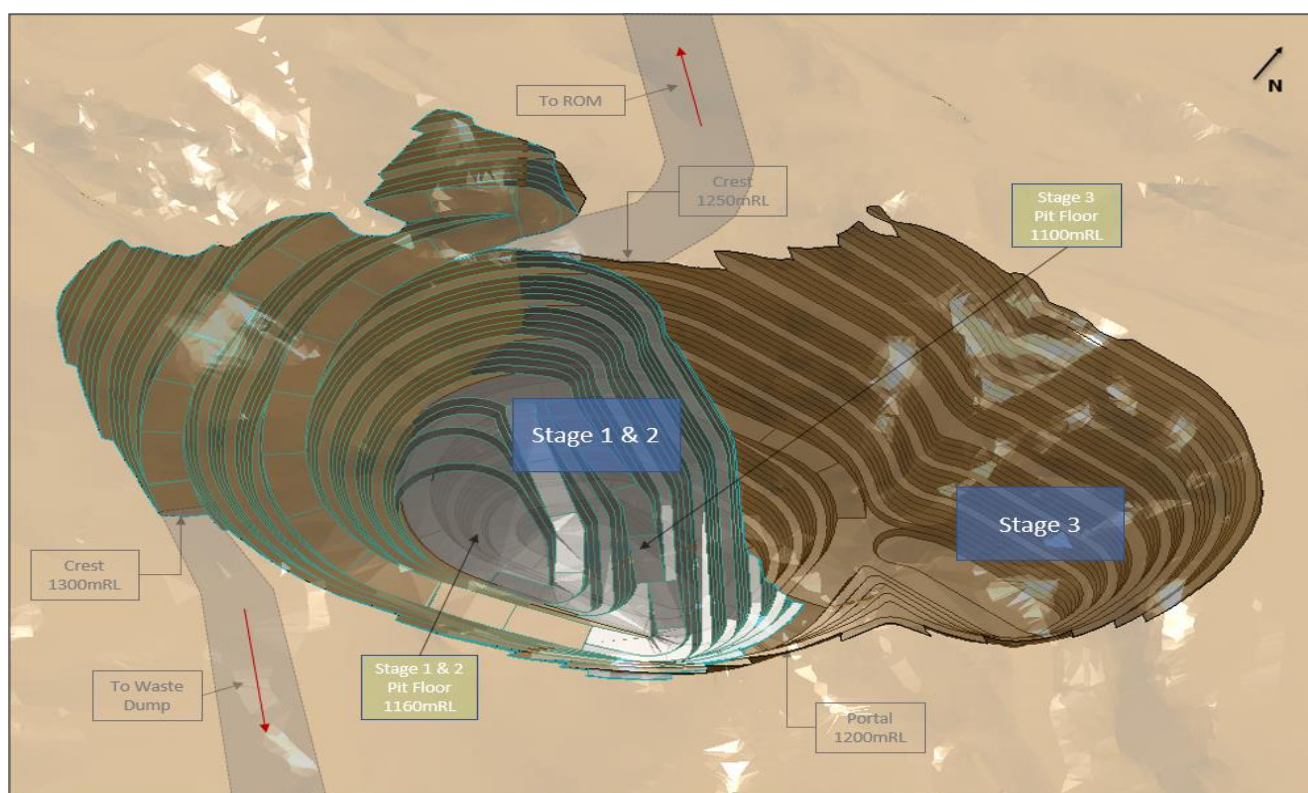 N
To ROM
Crest
1250mRL
Stage 3
Pit Floor
1100mRL
Stage 1 & 2
Stage 3
Crest
1300mRL
To Waste
Dump
Stage 1 & 2
Pit Floor
1160mRL
Portal
1200mRL